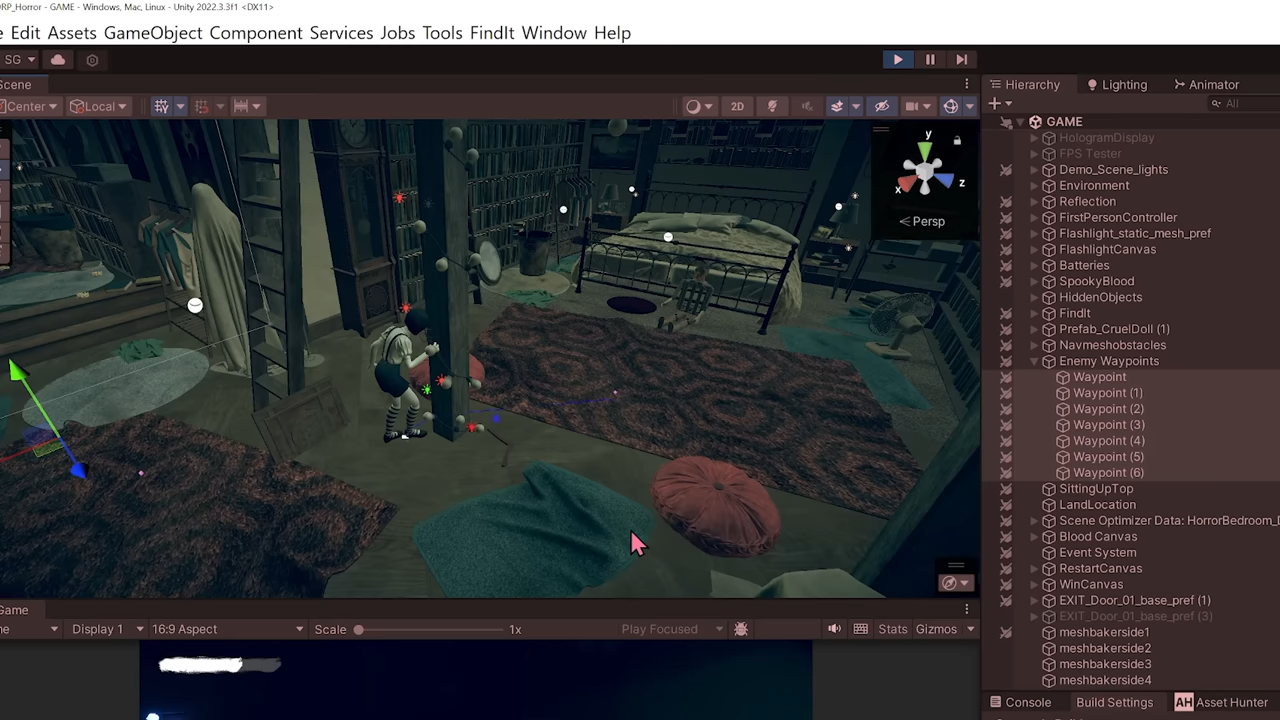 RP_Horror - GAME - Windows, Mac, Linux - Unity 2022.3.3f1 <DX11>
e Edit Assets GameObject Component Services Jobs Tools FindIt Window Help
SG
Scene
Hierarchy Lighting Animator
Center Local 2D
All
GAME
HologramDisplay
FPS Tester
Demo_Scene_lights
Environment
Reflection
FirstPersonController
Flashlight_static_mesh_pref
FlashlightCanvas
Batteries
SpookyBlood
HiddenObjects
FindIt
Prefab_CruelDoll (1)
Navmeshobstacles
Enemy Waypoints
Waypoint
Waypoint (1)
Waypoint (2)
Waypoint (3)
Waypoint (4)
Waypoint (5)
Waypoint (6)
SittingUpTop
LandLocation
Scene Optimizer Data: HorrorBedroom_D
Blood Canvas
Event System
RestartCanvas
WinCanvas
EXIT_Door_01_base_pref (1)
EXIT_Door_01_base_pref (3)
meshbakerside1
meshbakerside2
meshbakerside3
meshbakerside4
y
x
z
Persp
Game
me Display 1 16:9 Aspect Scale 1x Play Focused Stats Gizmos
Console Build Settings AH Asset Hunter